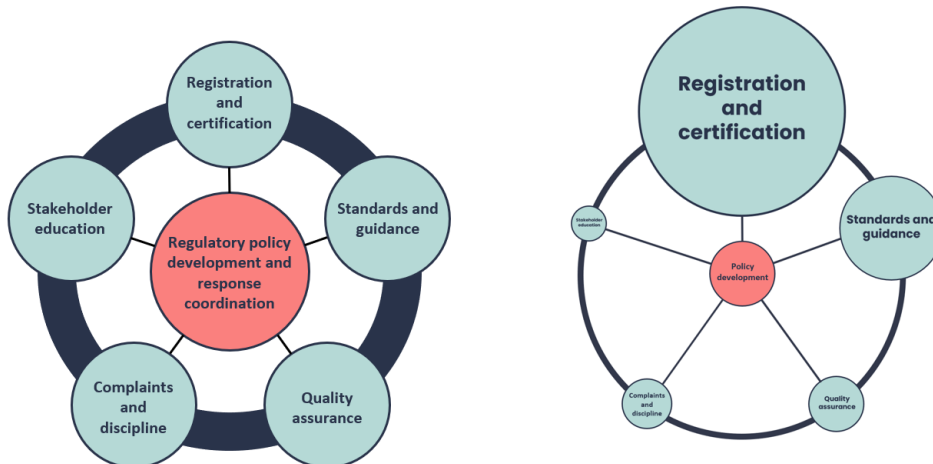 Registration
and
certification
Stakeholder
education
Standards and
guidance
Regulatory policy
development and
response
coordination
Complaints
and
discipline
Quality
assurance
Registration
and
certification
Stakeholder
education
Standards and
guidance
Policy
development
Complaints
and
discipline
Quality
assurance